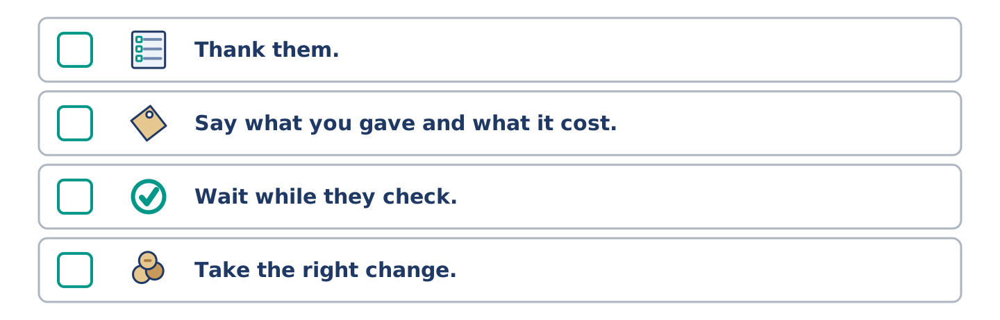 Thank them.
Say what you gave and what it cost.
Wait while they check.
Take the right change.